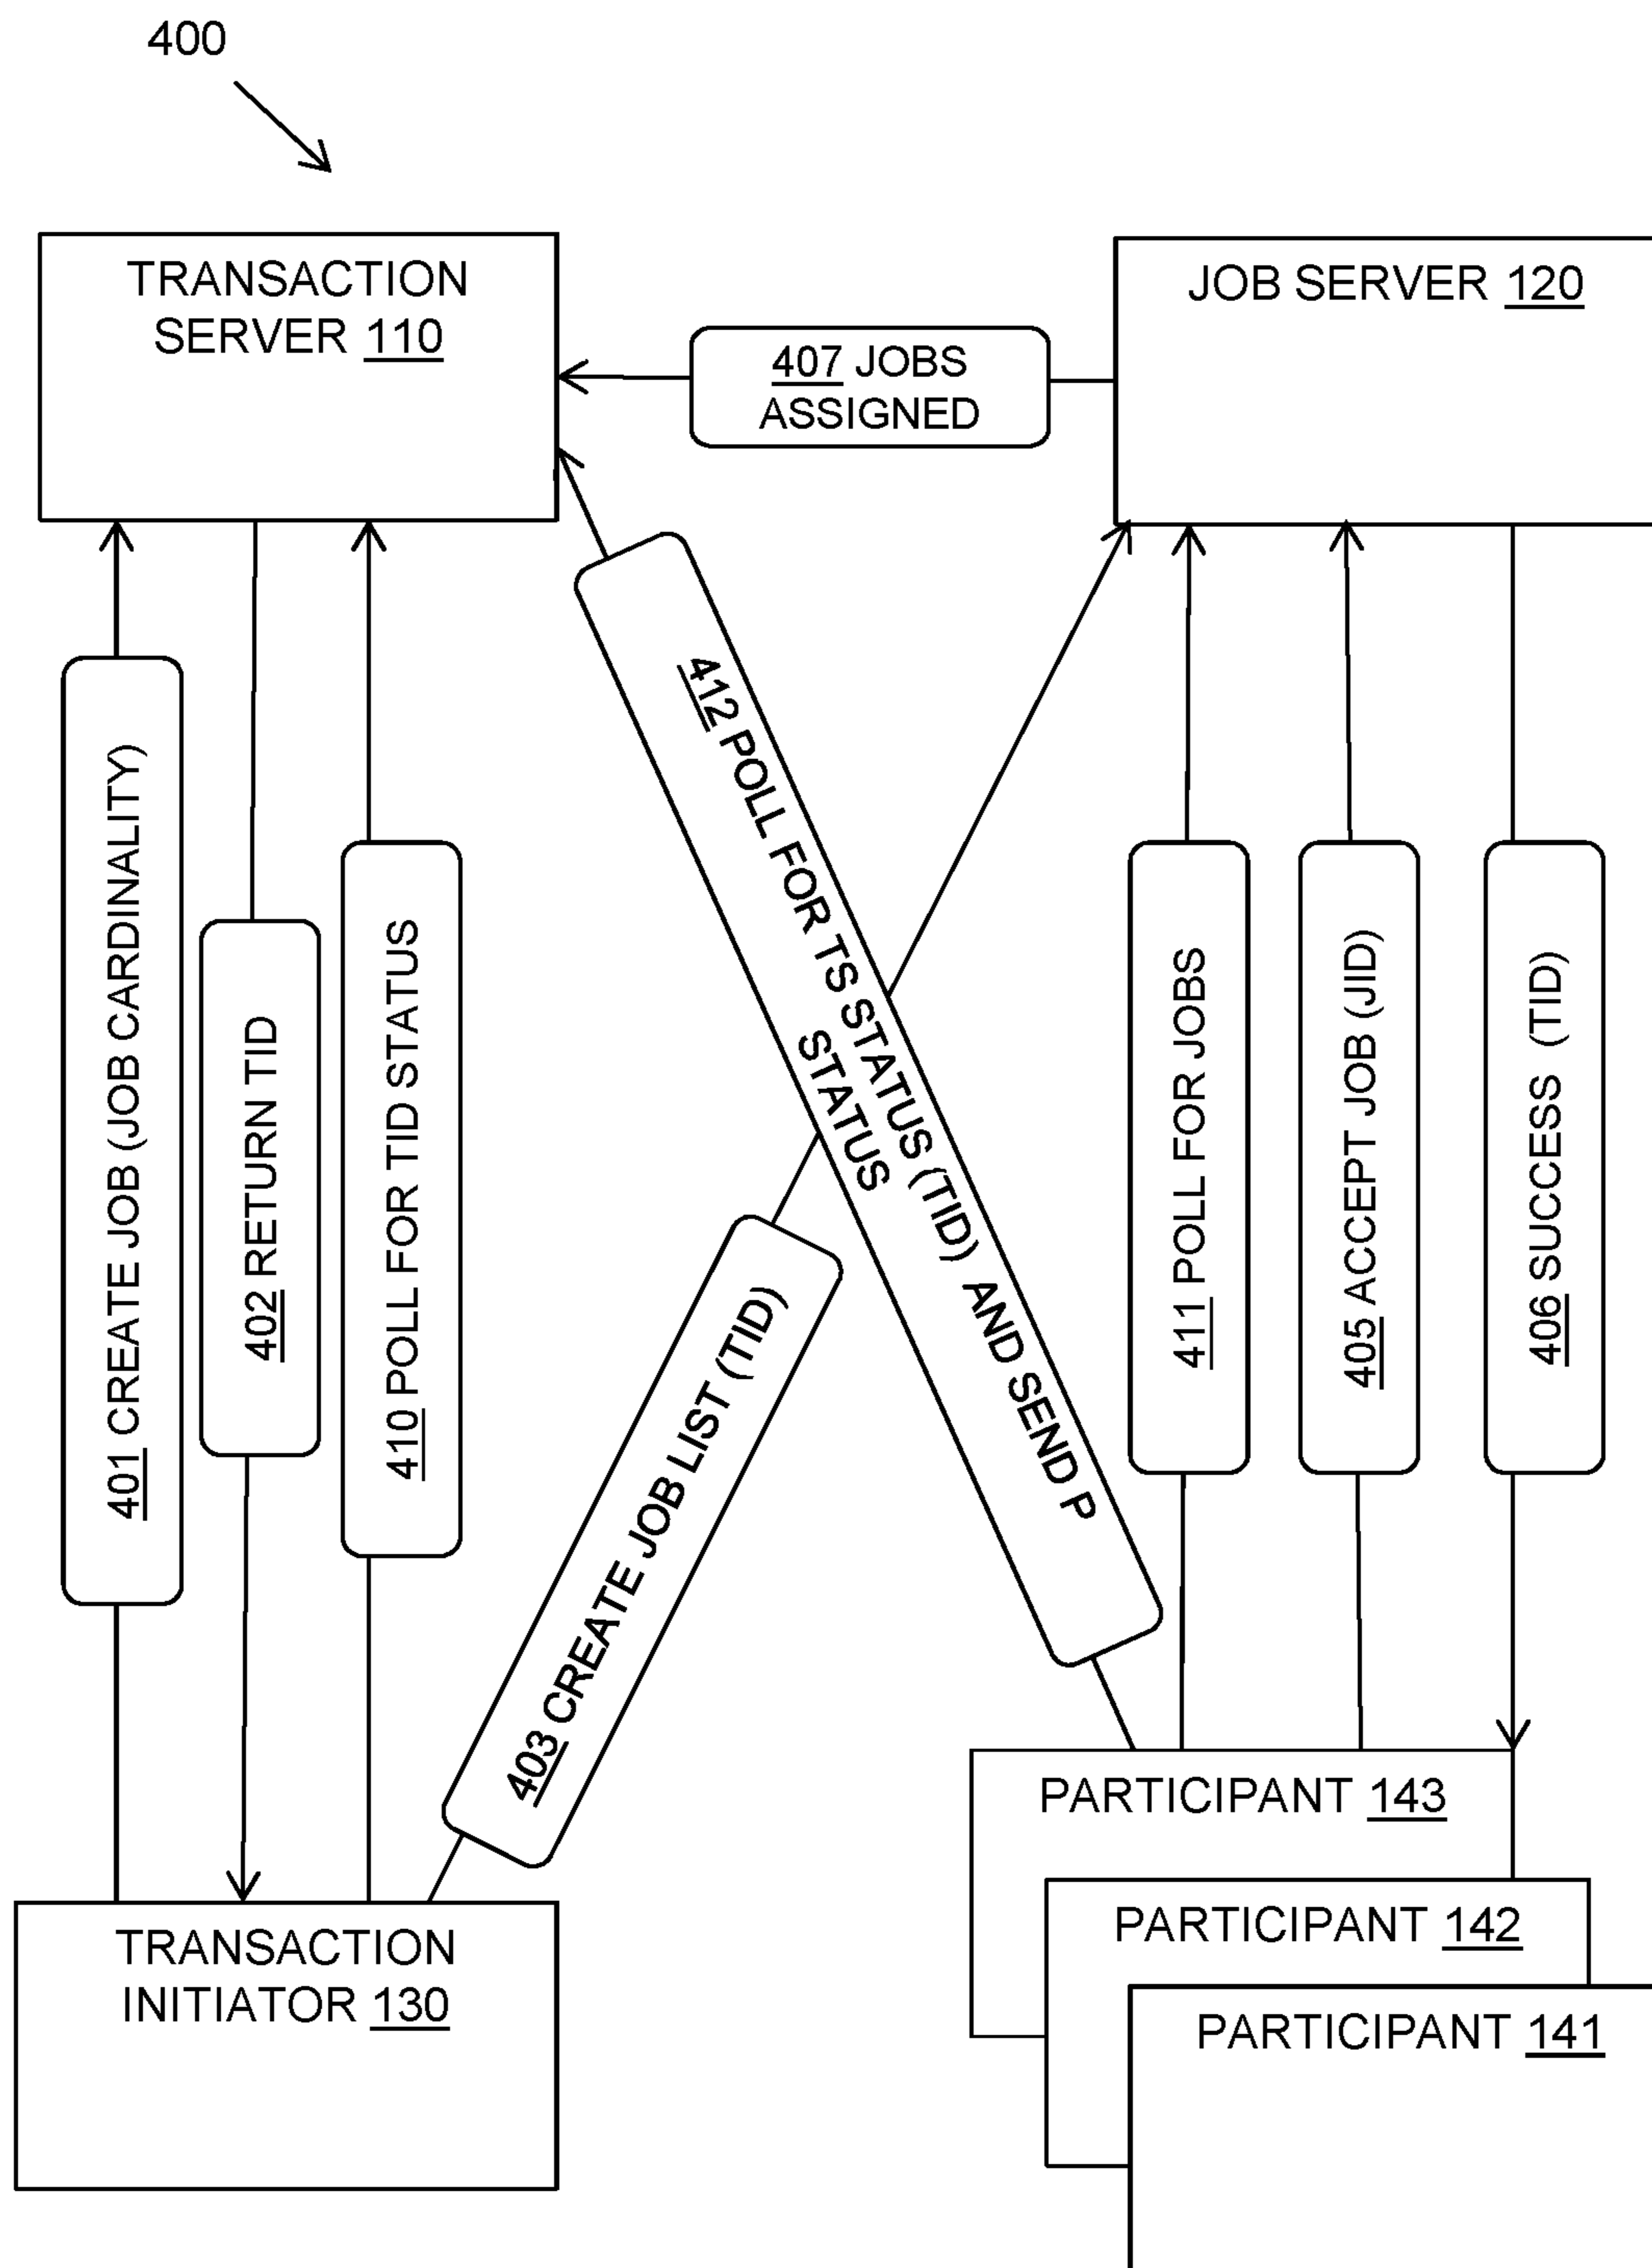 400
TRANSACTION
SERVER 110
JOB SERVER 120
407 JOBS
ASSIGNED
401 CREATE JOB (JOB CARDINALITY)
402 RETURN TID
410 POLL FOR TID STATUS
403 CREATE JOB LIST (TID)
412 POLL FOR TS STATUS (TID) AND SEND P
STATUS
411 POLL FOR JOBS
405 ACCEPT JOB (JID)
406 SUCCESS (TID)
TRANSACTION
INITIATOR 130
PARTICIPANT 143
PARTICIPANT 142
PARTICIPANT 141